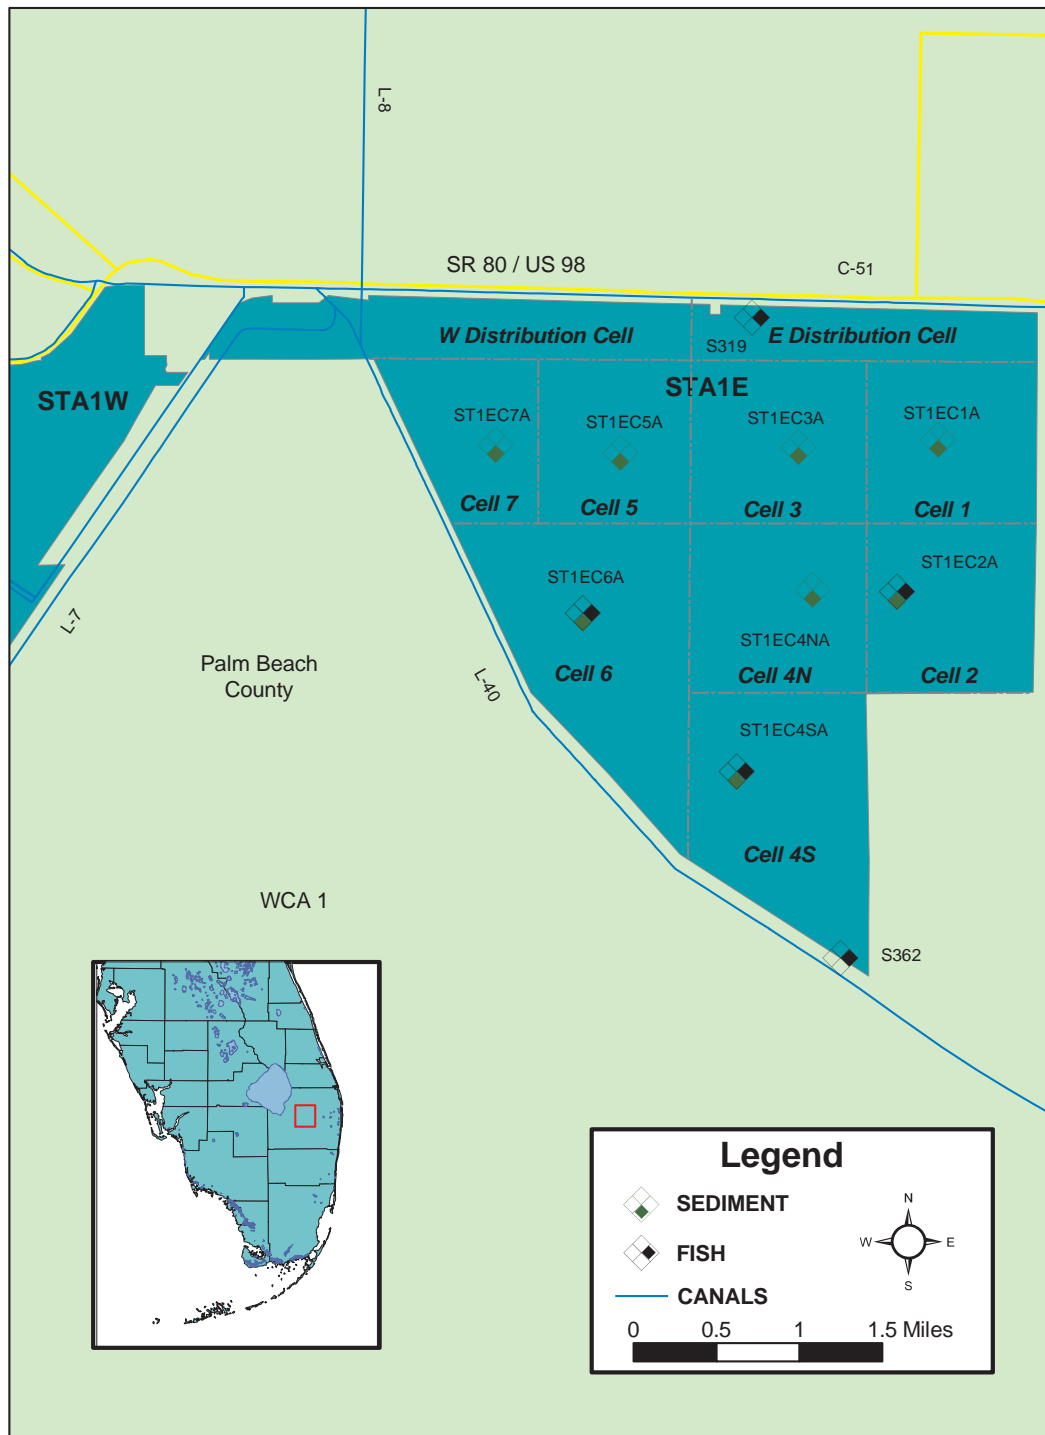 L-8
SR 80 / US 98
C-51
W Distribution Cell
E Distribution Cell
S319
STA1W
STA1E
ST1EC7A
ST1EC5A
ST1EC3A
ST1EC1A
Cell 7
Cell 5
Cell 3
Cell 1
ST1EC6A
ST1EC2A
L-7
ST1EC4NA
Palm Beach
County
L-40
Cell 6
Cell 4N
Cell 2
ST1EC4SA
Cell 4S
WCA 1
S362
Legend
SEDIMENT
FISH
CANALS
N
W
E
S
0 0.5 1 1.5 Miles